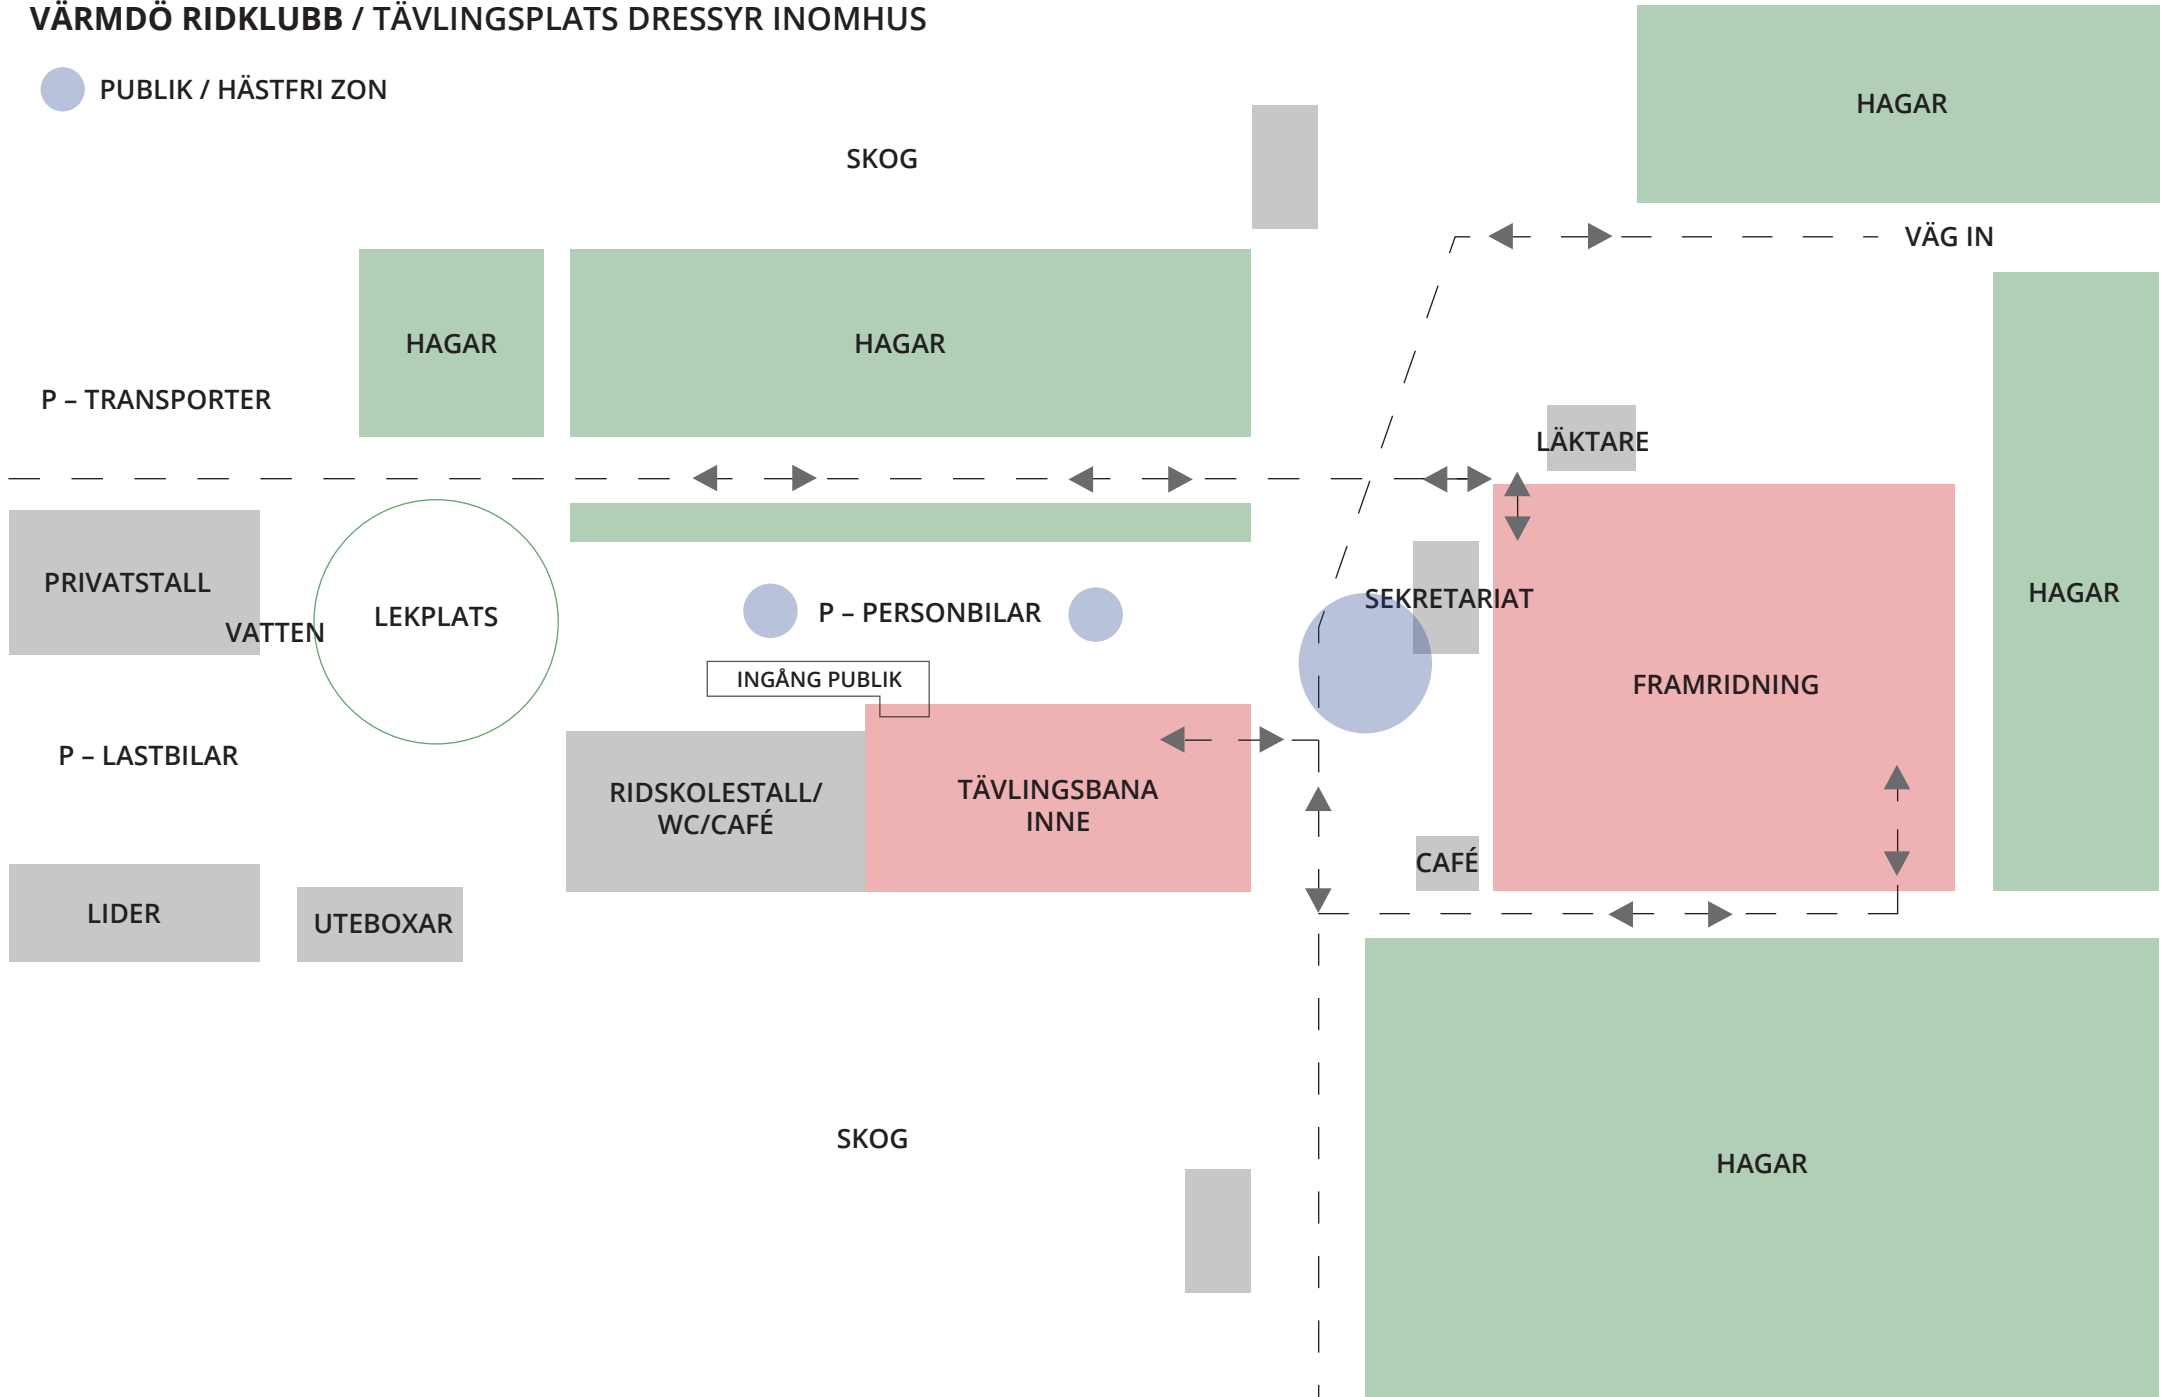 VÄRMDÖ RIDKLUBB / TÄVLINGSPLATS DRESSYR INOMHUS
PUBLIK / HÄSTFRI ZON
HAGAR
SKOG
VÄG IN
HAGAR
HAGAR
P – TRANSPORTER
LÄKTARE
PRIVATSTALL
VATTEN
LEKPLATS
P – PERSONBILAR
SEKRETARIAT
HAGAR
INGÅNG PUBLIK
FRAMRIDNING
P – LASTBILAR
RIDSKOLESTALL/
WC/CAFÉ
TÄVLINGSBANA
INNE
CAFÉ
LIDER
UTEBOXAR
SKOG
HAGAR